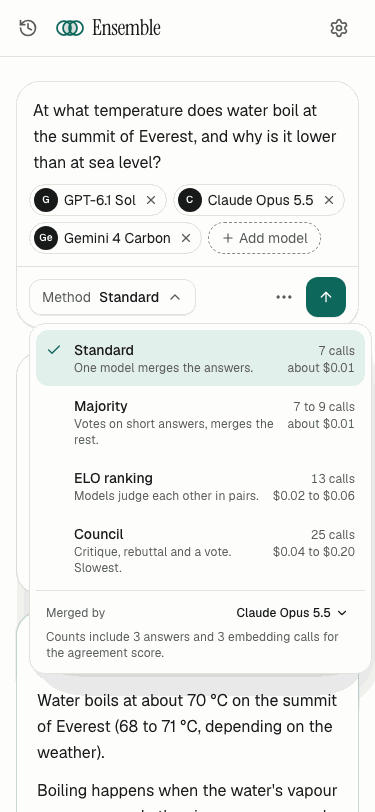 Ensemble
At what temperature does water boil at
the summit of Everest, and why is it lower
than at sea level?
G GPT-6.1 Sol ×
C Claude Opus 5.5 ×
Ge Gemini 4 Carbon ×
+ Add model
Method Standard
Standard 7 calls
One model merges the answers. about $0.01
Majority 7 to 9 calls
Votes on short answers, merges the about $0.01
rest.
ELO ranking 13 calls
Models judge each other in pairs. $0.02 to $0.06
Council 25 calls
Critique, rebuttal and a vote. $0.04 to $0.20
Slowest.
Merged by Claude Opus 5.5
Counts include 3 answers and 3 embedding calls for
the agreement score.
Water boils at about 70 °C on the summit
of Everest (68 to 71 °C, depending on the
weather).
Boiling happens when the water's vapour